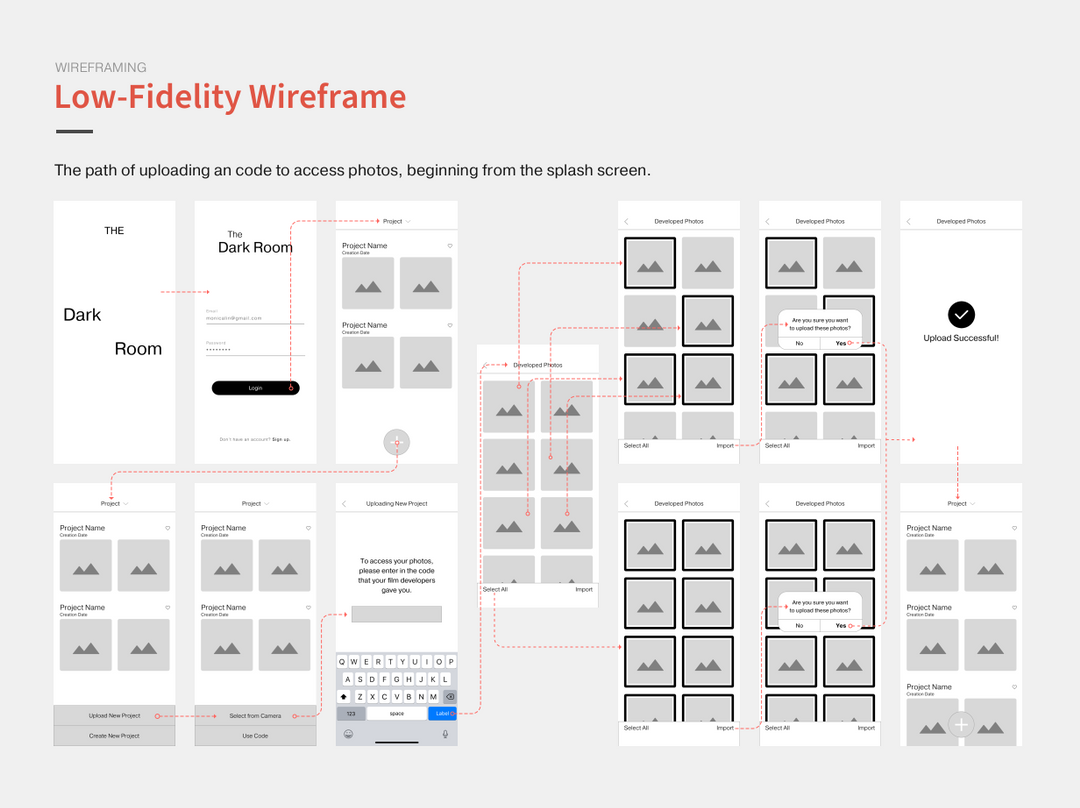 WIREFRAMING
Low-Fidelity Wireframe
The path of uploading an code to access photos, beginning from the splash screen.
THE
Dark
Room
The
Dark Room
Email
monicalin@gmail.com
Password
••••••••
Login
Don't have an account? Sign up.
Project
Project Name
Creation Date
Project Name
Creation Date
Project
Project Name
Creation Date
Project Name
Creation Date
Upload New Project
Create New Project
Project
Project Name
Creation Date
Project Name
Creation Date
Select from Camera
Use Code
Uploading New Project
To access your photos,
please enter in the code
that your film developers
gave you.
Q W E R T Y U I O P
A S D F G H J K L
Z X C V B N M
123 space Label
Developed Photos
Select All Import
Developed Photos
Select All Import
Developed Photos
Are you sure you want
to upload these photos?
No Yes
Select All Import
Developed Photos
Upload Successful!
Developed Photos
Select All Import
Developed Photos
Are you sure you want
to upload these photos?
No Yes
Select All Import
Project
Project Name
Creation Date
Project Name
Creation Date
Project Name
Creation Date